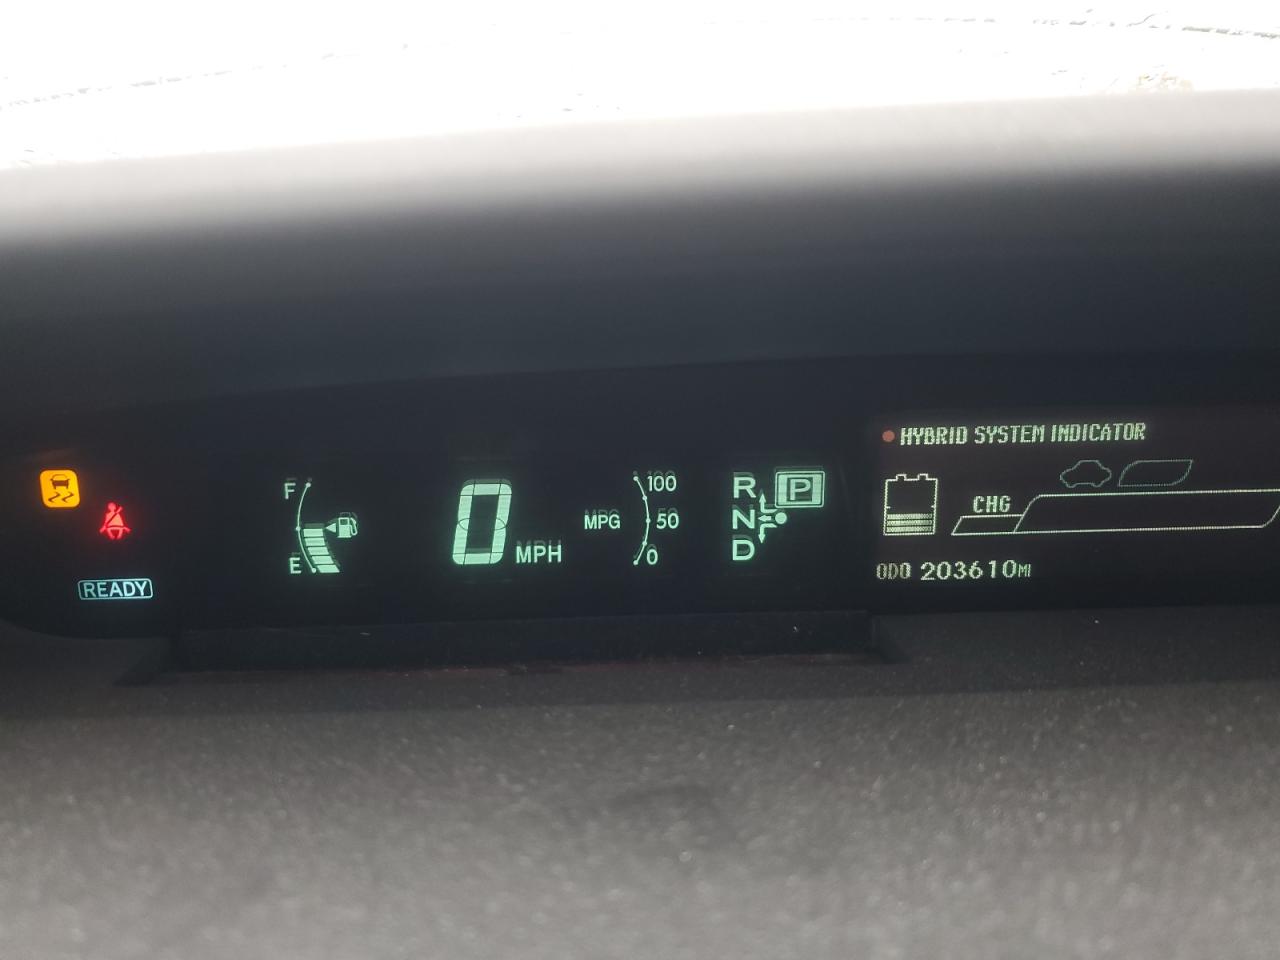 READY
F
E
0 MPH
MPG
100
50
0
R
N
D
P
HYBRID SYSTEM INDICATOR
CHG
ODO 203610MI